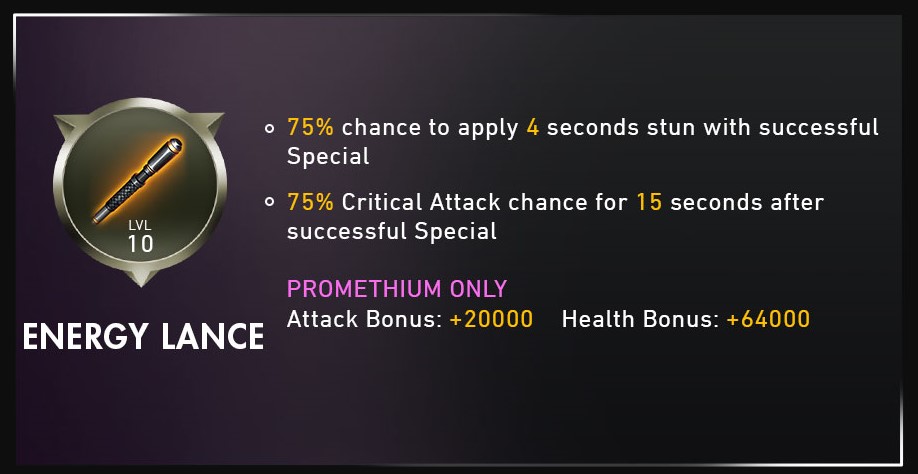 75% chance to apply 4 seconds stun with successful
Special
75% Critical Attack chance for 15 seconds after
successful Special
PROMETHIUM ONLY
Attack Bonus: +20000 Health Bonus: +64000
LVL
10
ENERGY LANCE